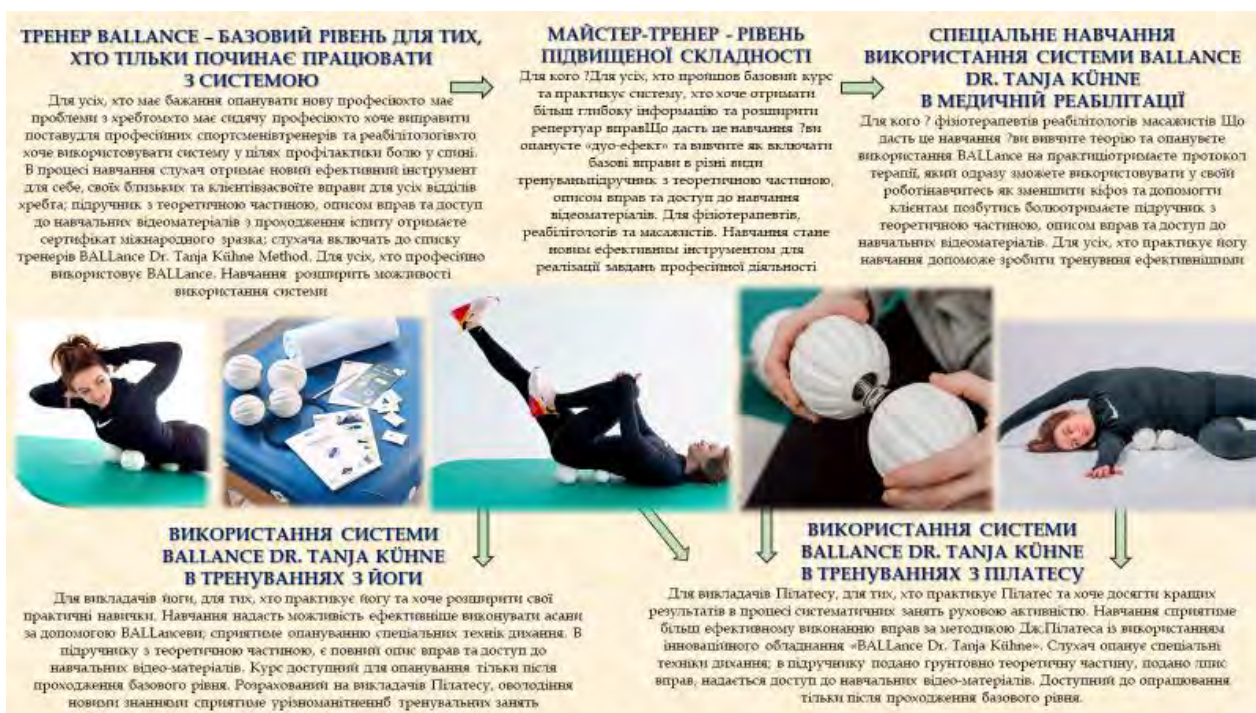 ТРЕНЕР BALLANCE – БАЗОВИЙ РІВЕНЬ ДЛЯ ТИХ,
ХТО ТІЛЬКИ ПОЧИНАЄ ПРАЦЮВАТИ
З СИСТЕМОЮ
Для усіх, хто має бажання опанувати нову професіюхто має
проблеми з хребтомхто має сидячу професіюхто хоче виправити
поставудля професійних спортсменівтренерів та реабілітологівхто
хоче використовувати систему у цілях профілактики болю у спині.
В процесі навчання слухач отримає новий ефективний інструмент
для себе, своїх близьких та клієнтівзасвоїте вправи для усіх відділів
хребта; підручник з теоретичною частиною, описом вправ та доступ
до навчальних відеоматеріалів з проходження іспиту отримаєте
сертифікат міжнародного зразка; слухача включать до списку
тренерів BALLance Dr. Tanja Kühne Method. Для усіх, хто професійно
використовує BALLance. Навчання розширить можливості
використання системи
МАЙСТЕР-ТРЕНЕР - РІВЕНЬ
ПІДВИЩЕНОЇ СКЛАДНОСТІ
Для кого ?Для усіх, хто пройшов базовий курс
та практикує систему, хто хоче отримати
більш глибоку інформацію та розширити
репертуар вправЩо дасть це навчання ?ви
опануєте «дуо-ефект» та вивчите як включати
базові вправи в різні види
тренуваньпідручник з теоретичною частиною,
описом вправ та доступ до навчання
відеоматеріалів. Для фізіотерапевтів,
реабілітологів та масажистів. Навчання стане
новим ефективним інструментом для
реалізації завдань професійної діяльності
СПЕЦІАЛЬНЕ НАВЧАННЯ
ВИКОРИСТАННЯ СИСТЕМИ BALLANCE
DR. TANJA KÜHNE
В МЕДИЧНІЙ РЕАБІЛІТАЦІЇ
Для кого ? фізіотерапевтів реабілітологів масажистів Що
дасть це навчання ?ви вивчите теорію та опануєте
використання BALLance на практиціотримаєте протокол
терапії, який одразу зможете використовувати у своїй
роботінавчитесь як зменшити кіфоз та допомогти
клієнтам позбутись болюотримаєте підручник з
теоретичною частиною, описом вправ та доступ до
навчальних відеоматеріалів. Для усіх, хто практикує йогу
навчання допоможе зробити тренувння ефективнішими
ВИКОРИСТАННЯ СИСТЕМИ
BALLANCE DR. TANJA KÜHNE
В ТРЕНУВАННЯХ З ЙОГИ
Для викладачів йоги, для тих, хто практикує йогу та хоче розширити свої
практичні навички. Навчання надасть можливість ефективніше виконувати асани
за допомогою BALLanceви; сприятиме опануванню спеціальних технік дихання. В
підручнику з теоретичною частиною, є повний опис вправ та доступ до
навчальних відео-матеріалів. Курс доступний для опанування тільки після
проходження базового рівня. Розрахований на викладачів Пілатесу, оволодіння
новими знаннями сприятиме урізноманітненнб тренувальних занять
ВИКОРИСТАННЯ СИСТЕМИ
BALLANCE DR. TANJA KÜHNE
В ТРЕНУВАННЯХ З ПІЛАТЕСУ
Для викладачів Пілатесу, для тих, хто практикує Пілатес та хоче досягти кращих
результатів в процесі систематичних занять руховою активністю. Навчання сприятиме
більш ефективному виконанню вправ за методикою Дж.Пілатеса із використанням
інноваційного обладнання «BALLance Dr. Tanja Kühne». Слухач опанує спеціальні
техніки дихання; в підручнику подано грунтовно теоретичну частину, подано лпис
вправ, надається доступ до навчальних відео-матеріалів. Доступний до опрацювання
тільки після проходження базового рівня.